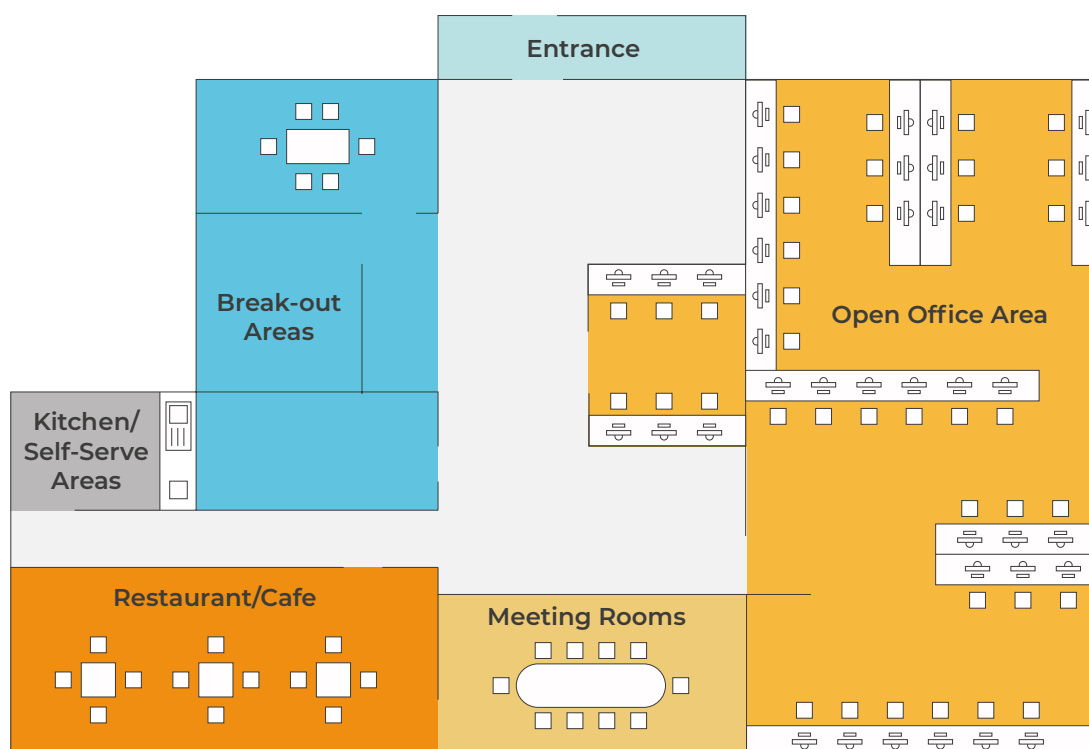 Entrance
Break-out
Areas
Open Office Area
Kitchen/
Self-Serve
Areas
Restaurant/Cafe
Meeting Rooms